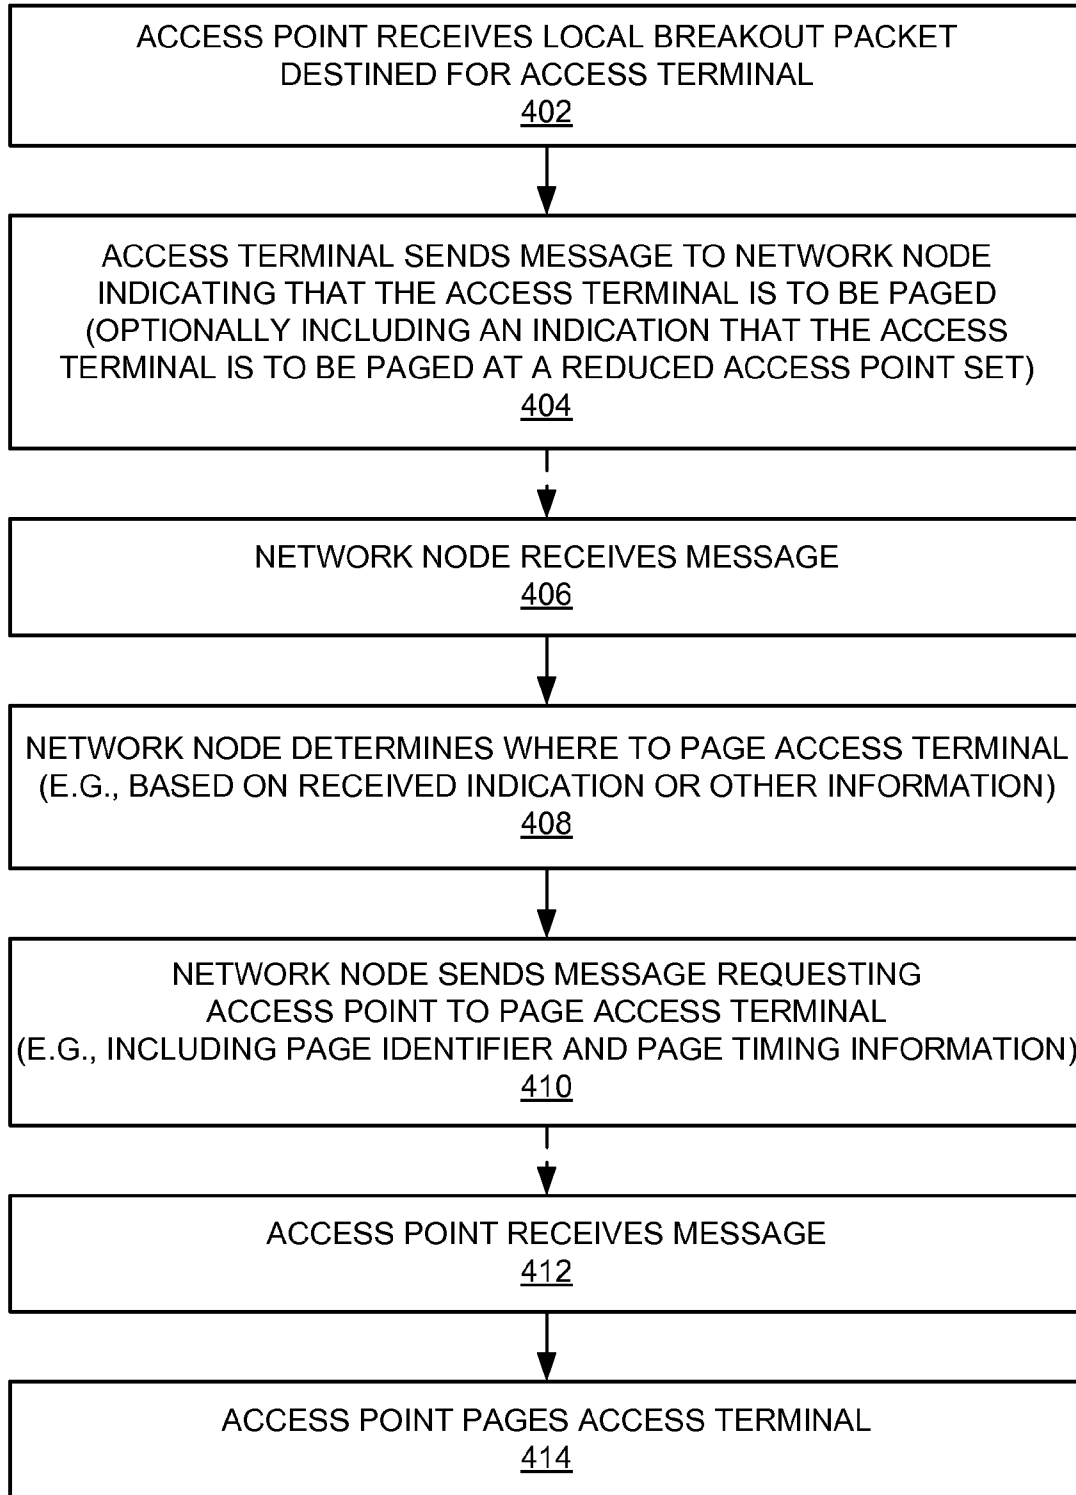 ACCESS POINT RECEIVES LOCAL BREAKOUT PACKET
DESTINED FOR ACCESS TERMINAL
402
ACCESS TERMINAL SENDS MESSAGE TO NETWORK NODE
INDICATING THAT THE ACCESS TERMINAL IS TO BE PAGED
(OPTIONALLY INCLUDING AN INDICATION THAT THE ACCESS
TERMINAL IS TO BE PAGED AT A REDUCED ACCESS POINT SET)
404
NETWORK NODE RECEIVES MESSAGE
406
NETWORK NODE DETERMINES WHERE TO PAGE ACCESS TERMINAL
(E.G., BASED ON RECEIVED INDICATION OR OTHER INFORMATION)
408
NETWORK NODE SENDS MESSAGE REQUESTING
ACCESS POINT TO PAGE ACCESS TERMINAL
(E.G., INCLUDING PAGE IDENTIFIER AND PAGE TIMING INFORMATION)
410
ACCESS POINT RECEIVES MESSAGE
412
ACCESS POINT PAGES ACCESS TERMINAL
414